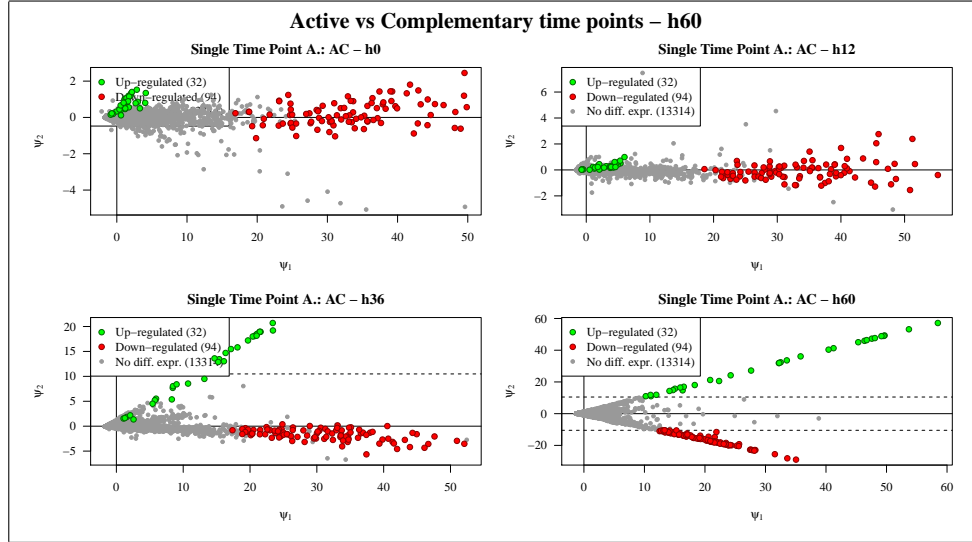 Active vs Complementary time points – h60
Single Time Point A.: AC – h0
Up-regulated (32)
Down-regulated (94)
2
0
−2
−4
ψ2
0
10
20
30
40
50
ψ1
Single Time Point A.: AC – h12
Up-regulated (32)
Down-regulated (94)
No diff. expr. (13314)
6
4
2
0
−2
ψ2
0
10
20
30
40
50
ψ1
Single Time Point A.: AC – h36
Up-regulated (32)
Down-regulated (94)
No diff. expr. (13314)
20
15
10
5
0
−5
ψ2
0
10
20
30
40
50
ψ1
Single Time Point A.: AC – h60
Up-regulated (32)
Down-regulated (94)
No diff. expr. (13314)
60
40
20
0
−20
ψ2
0
10
20
30
40
50
60
ψ1